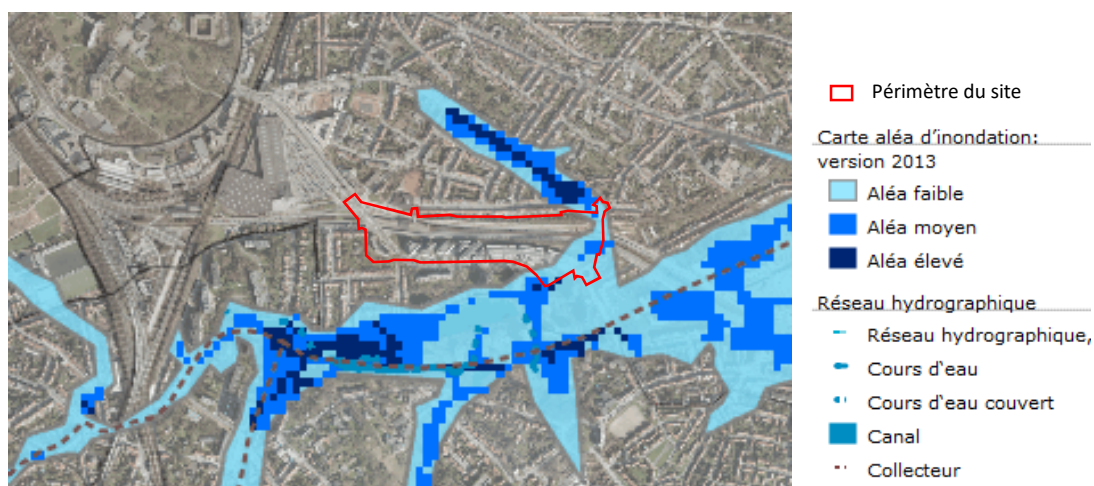 Périmètre du site
Carte aléa d'inondation:
version 2013
Aléa faible
Aléa moyen
Aléa élevé
Réseau hydrographique
Réseau hydrographique,
Cours d'eau
Cours d'eau couvert
Canal
Collecteur